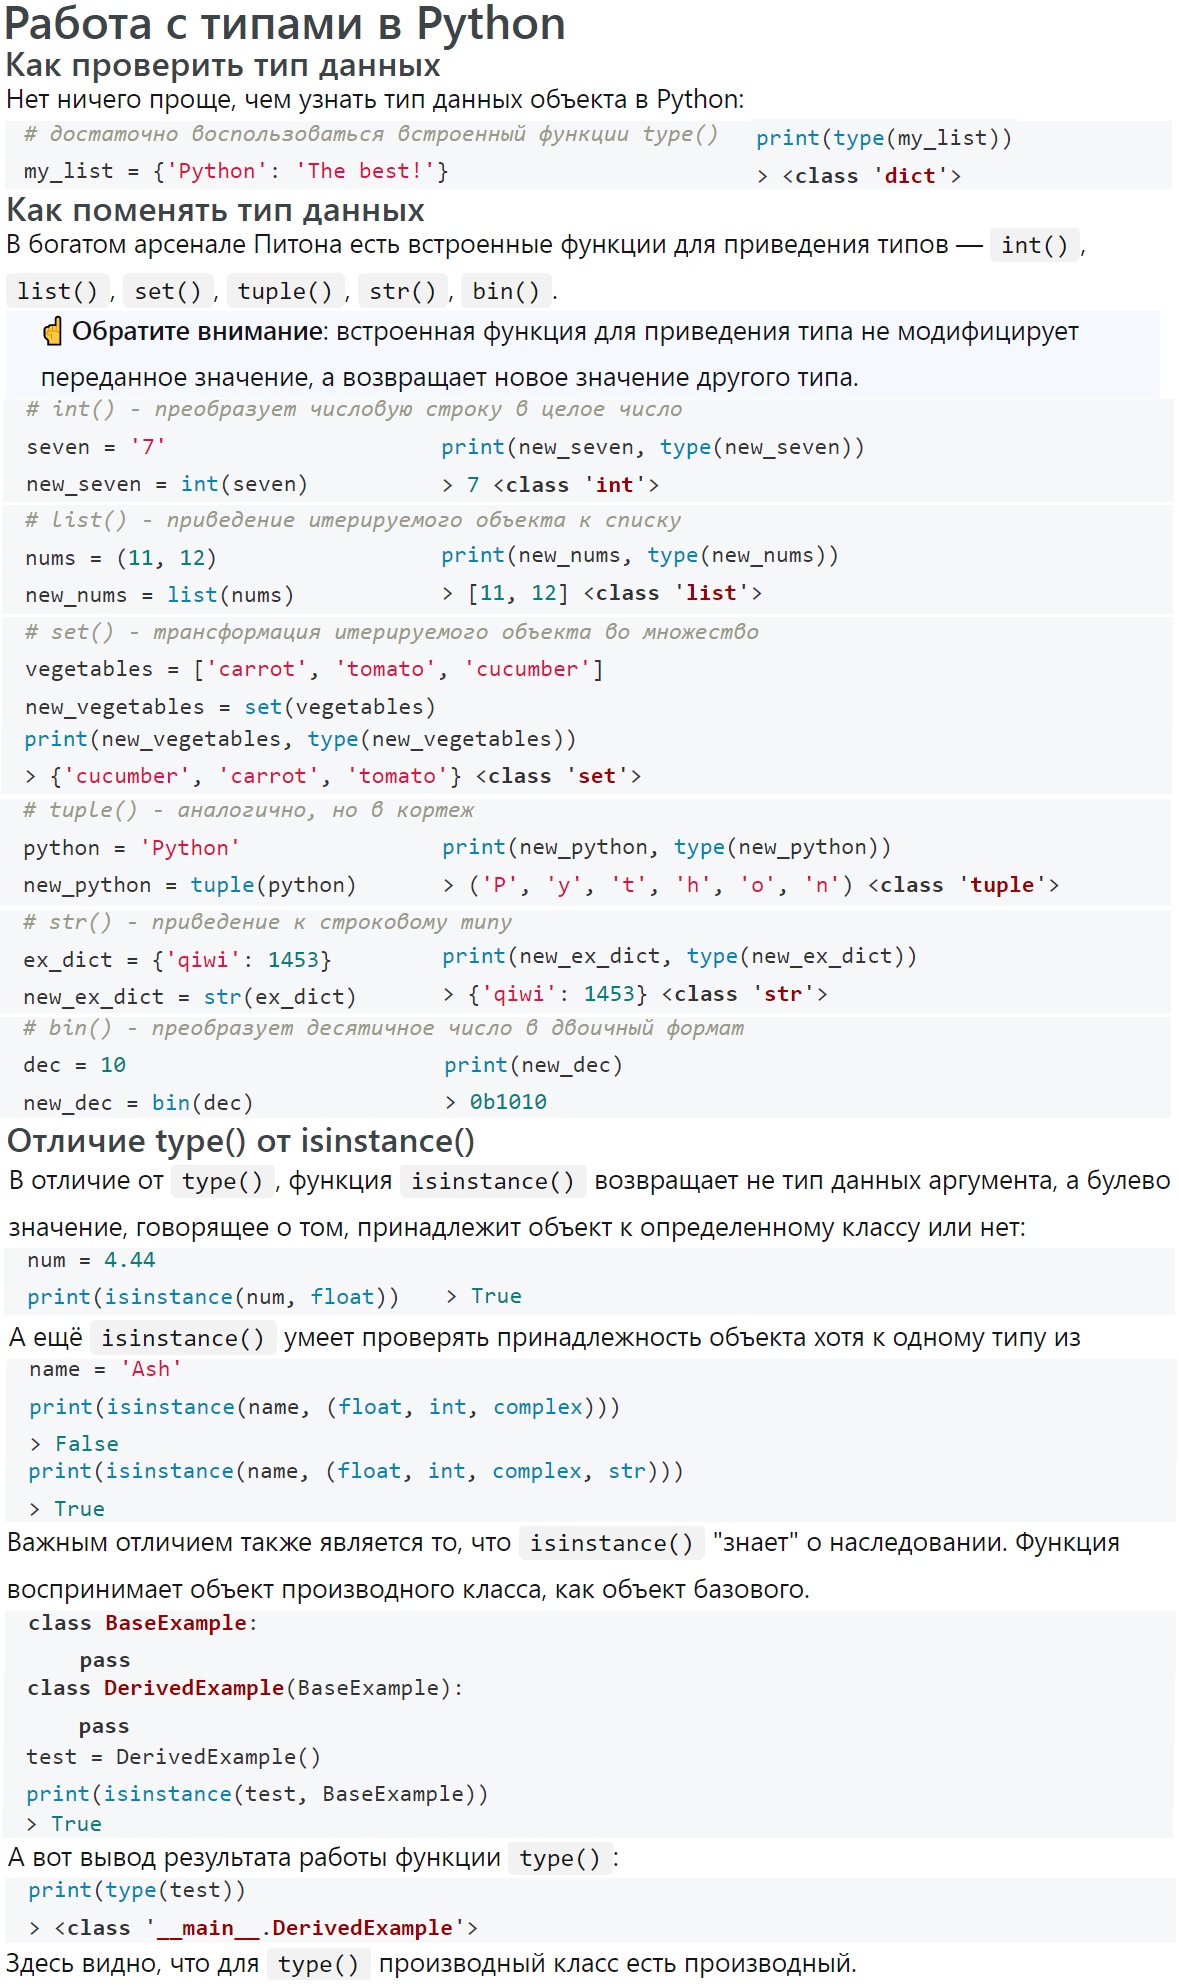 Работа с типами в Python
Как проверить тип данных
Нет ничего проще, чем узнать тип данных объекта в Python:
# достаточно воспользоваться встроенный функции type()
my_list = {'Python': 'The best!'}
print(type(my_list))
> <class 'dict'>
Как поменять тип данных
В богатом арсенале Питона есть встроенные функции для приведения типов — int(),
list(), set(), tuple(), str(), bin().
☝ Обратите внимание: встроенная функция для приведения типа не модифицирует
переданное значение, а возвращает новое значение другого типа.
# int() - преобразует числовую строку в целое число
seven = '7'
new_seven = int(seven)
print(new_seven, type(new_seven))
> 7 <class 'int'>
# list() - приведение итерируемого объекта к списку
nums = (11, 12)
new_nums = list(nums)
print(new_nums, type(new_nums))
> [11, 12] <class 'list'>
# set() - трансформация итерируемого объекта во множество
vegetables = ['carrot', 'tomato', 'cucumber']
new_vegetables = set(vegetables)
print(new_vegetables, type(new_vegetables))
> {'cucumber', 'carrot', 'tomato'} <class 'set'>
# tuple() - аналогично, но в кортеж
python = 'Python'
new_python = tuple(python)
print(new_python, type(new_python))
> ('P', 'y', 't', 'h', 'o', 'n') <class 'tuple'>
# str() - приведение к строковому типу
ex_dict = {'qiwi': 1453}
new_ex_dict = str(ex_dict)
print(new_ex_dict, type(new_ex_dict))
> {'qiwi': 1453} <class 'str'>
# bin() - преобразует десятичное число в двоичный формат
dec = 10
new_dec = bin(dec)
print(new_dec)
> 0b1010
Отличие type() от isinstance()
В отличие от type(), функция isinstance() возвращает не тип данных аргумента, а булево
значение, говорящее о том, принадлежит объект к определенному классу или нет:
num = 4.44
print(isinstance(num, float)) > True
А ещё isinstance() умеет проверять принадлежность объекта хотя к одному типу из
name = 'Ash'
print(isinstance(name, (float, int, complex)))
> False
print(isinstance(name, (float, int, complex, str)))
> True
Важным отличием также является то, что isinstance() "знает" о наследовании. Функция
воспринимает объект производного класса, как объект базового.
class BaseExample:
pass
class DerivedExample(BaseExample):
pass
test = DerivedExample()
print(isinstance(test, BaseExample))
> True
А вот вывод результата работы функции type():
print(type(test))
> <class '__main__.DerivedExample'>
Здесь видно, что для type() производный класс есть производный.